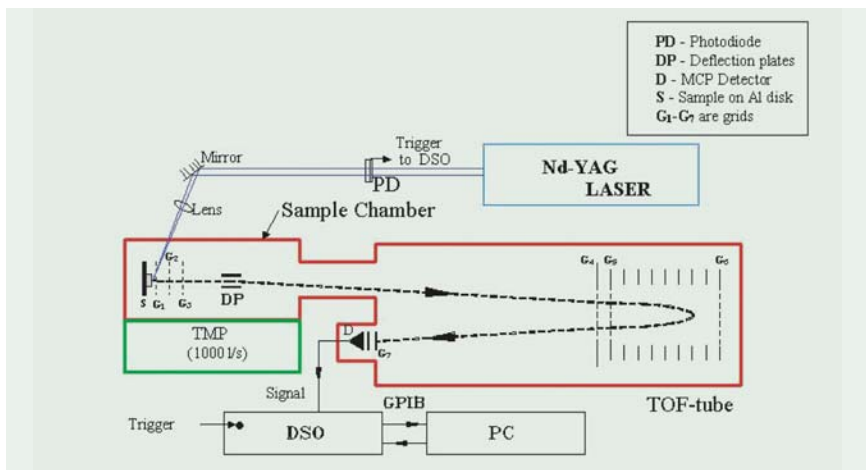 PD - Photodiode
DP - Deflection plates
D - MCP Detector
S - Sample on Al disk
G1-G7 are grids
Mirror
Trigger
to DSO
PD
Nd-YAG
LASER
Lens
Sample Chamber
G2
S
G1
G3
DP
G4
G5
G6
TMP
(1000 l/s)
D
G7
Signal
GPIB
TOF-tube
Trigger
DSO
PC